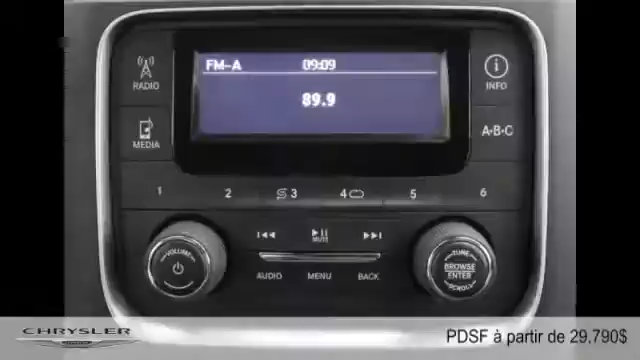 FM-A 09:09
89.9
RADIO
MEDIA
INFO
A·B·C
1 2 3 4 5 6
MUTE
VOLUME
AUDIO MENU BACK
TUNE
BROWSE
ENTER
SCROLL
CHRYSLER
PDSF à partir de 29,790$